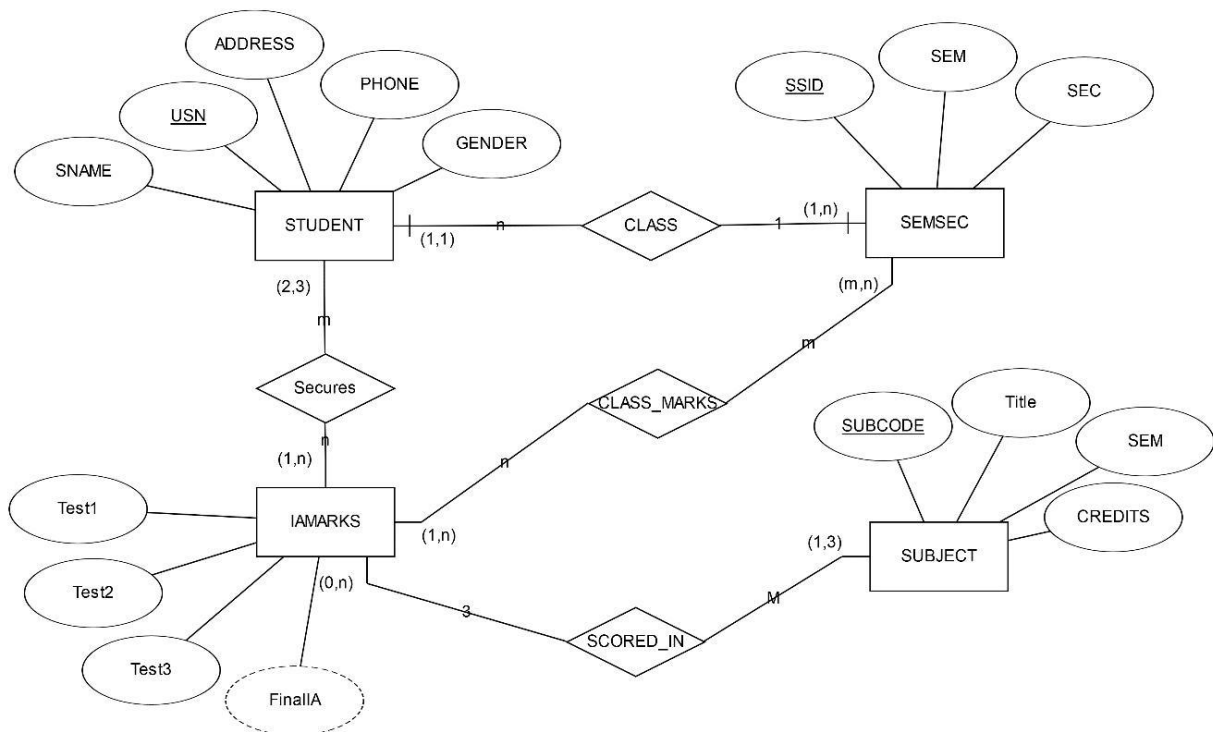 ADDRESS
SEM
PHONE
SSID
SEC
USN
GENDER
SNAME
STUDENT
n
CLASS
1
(1,n)
SEMSEC
(1,1)
(2,3)
(m,n)
m
m
Secures
CLASS_MARKS
Title
SUBCODE
SEM
n
(1,n)
n
Test1
IAMARKS
(1,n)
CREDITS
(1,3)
SUBJECT
Test2
(0,n)
3
M
SCORED_IN
Test3
FinalIA